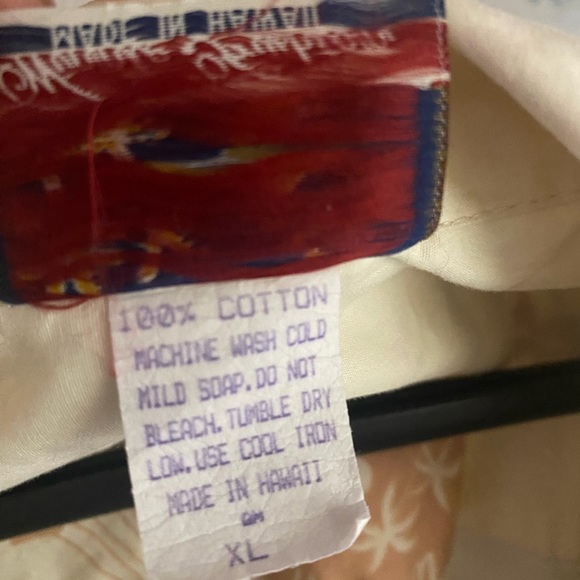 MADE IN HAWAII
100% COTTON
MACHINE WASH COLD
MILD SOAP.DO NOT
BLEACH.TUMBLE DRY
LOW.USE COOL IRON
MADE IN HAWAII
XL